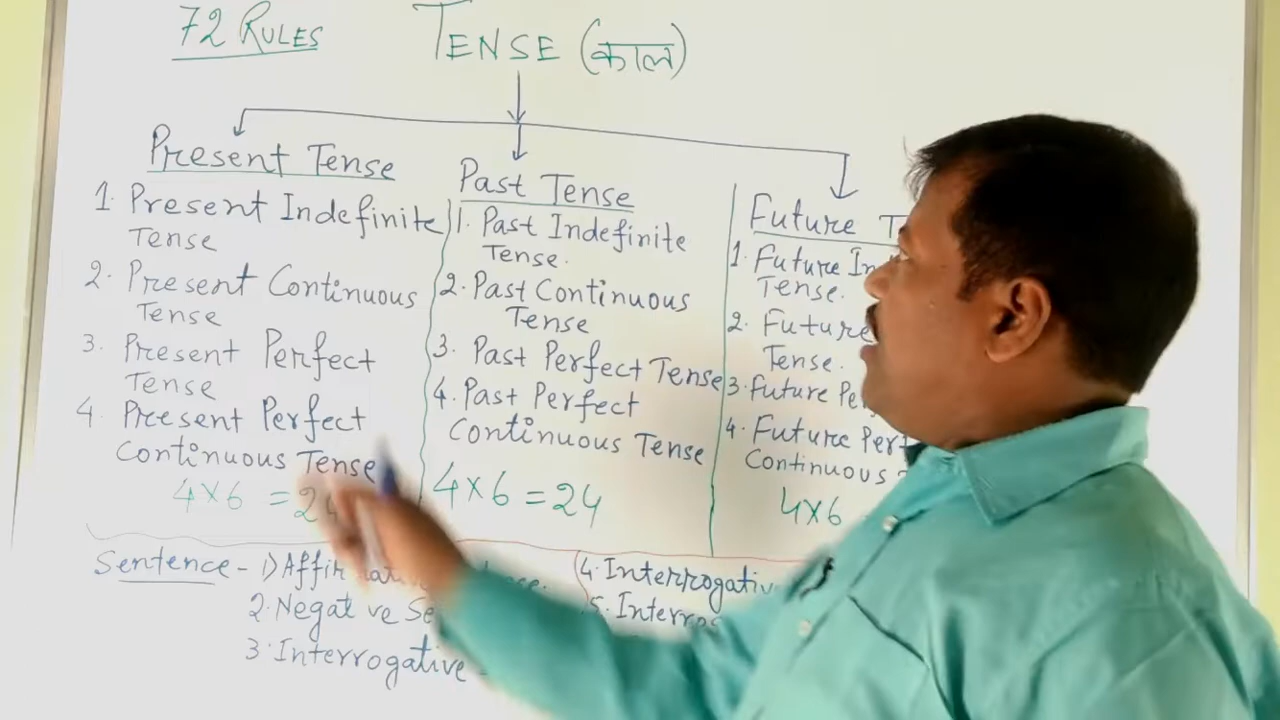 72 RULES
TENSE (काल)
Present Tense
1. Present Indefinite
Tense
2. Present Continuous
Tense
3. Present Perfect
Tense
4. Present Perfect
Continuous Tense
4x6 = 24
Past Tense
1. Past Indefinite
Tense.
2. Past Continuous
Tense
3. Past Perfect Tense
4. Past Perfect
Continuous Tense
4x6 = 24
Future
1. Future
Tense.
2. Future
Tense.
3. Future
4. Future
Continuous
4x6
Sentence - 1)
2.
3. Interrogative
4. Interrogative
5.